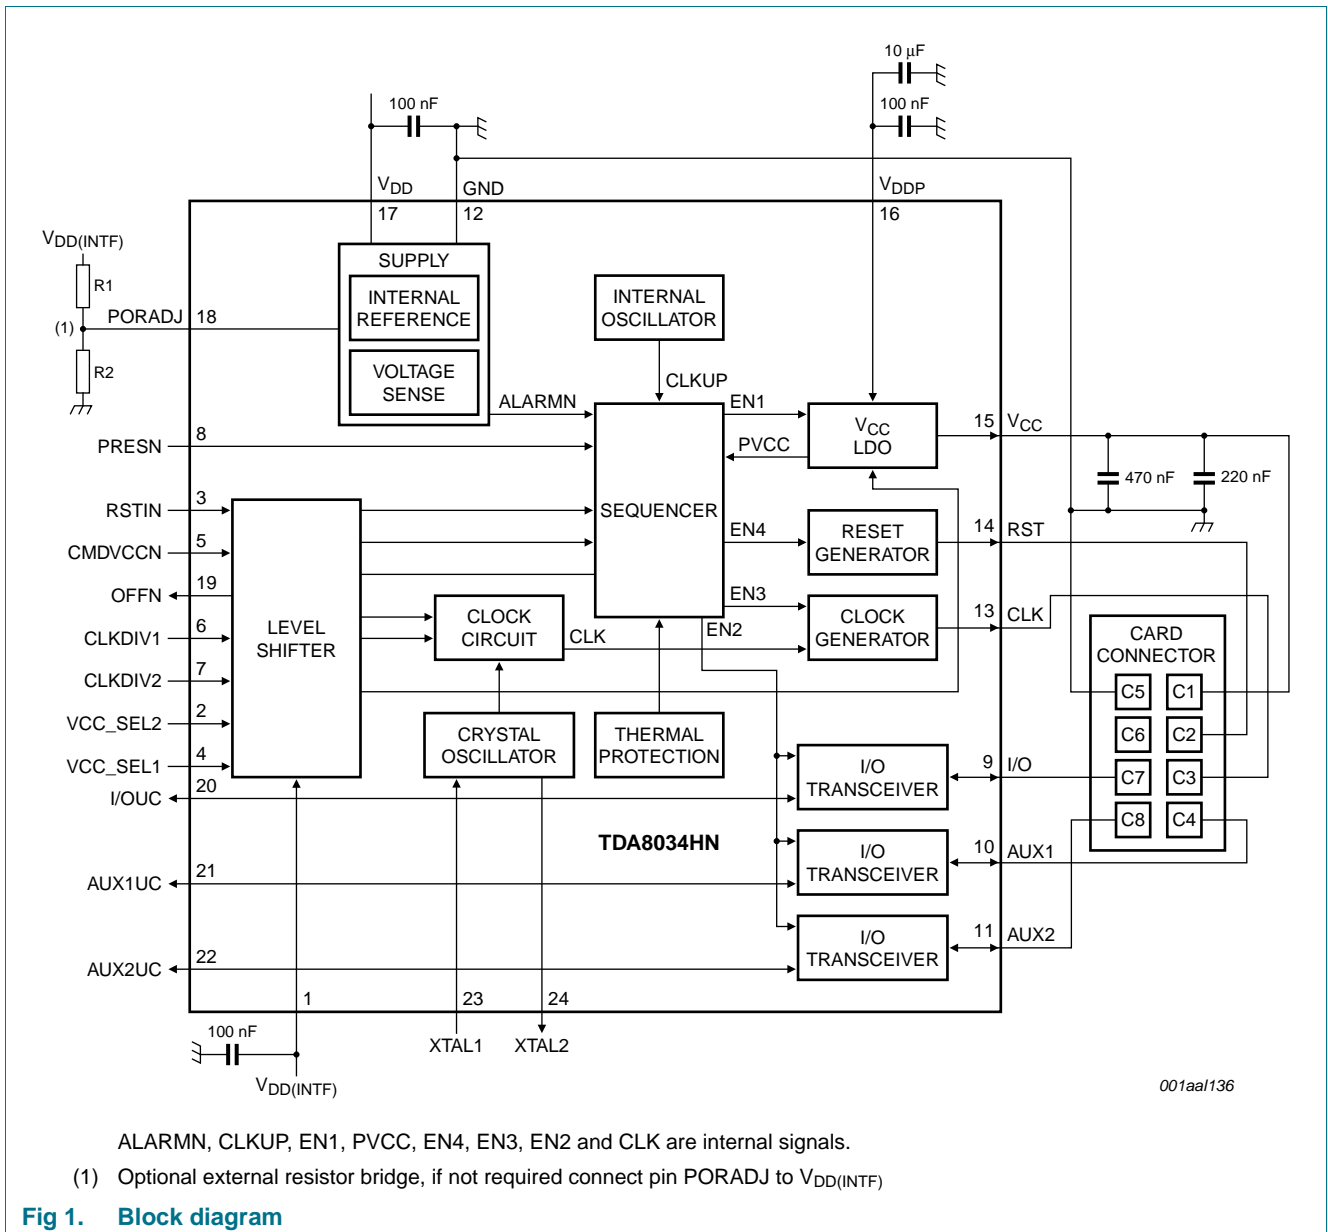 10 μF
100 nF
100 nF
VDD
GND
VDDP
17
12
16
VDD(INTF)
R1
PORADJ
18
(1)
R2
SUPPLY
INTERNAL
REFERENCE
VOLTAGE
SENSE
INTERNAL
OSCILLATOR
CLKUP
ALARMN
EN1
PVCC
VCC
LDO
15
VCC
470 nF
220 nF
PRESN
8
RSTIN
3
CMDVCCN
5
OFFN
19
CLKDIV1
6
CLKDIV2
7
VCC_SEL2
2
VCC_SEL1
4
LEVEL
SHIFTER
SEQUENCER
EN4
RESET
GENERATOR
14
RST
EN3
EN2
CLOCK
CIRCUIT
CLK
CLOCK
GENERATOR
13
CLK
CARD
CONNECTOR
C5
C1
C6
C2
C7
C3
C8
C4
CRYSTAL
OSCILLATOR
THERMAL
PROTECTION
I/OUC
20
I/O
TRANSCEIVER
9
I/O
TDA8034HN
AUX1UC
21
I/O
TRANSCEIVER
10
AUX1
AUX2UC
22
I/O
TRANSCEIVER
11
AUX2
1
23
24
100 nF
VDD(INTF)
XTAL1
XTAL2
001aal136
ALARMN, CLKUP, EN1, PVCC, EN4, EN3, EN2 and CLK are internal signals.
(1) Optional external resistor bridge, if not required connect pin PORADJ to VDD(INTF)
Fig 1. Block diagram